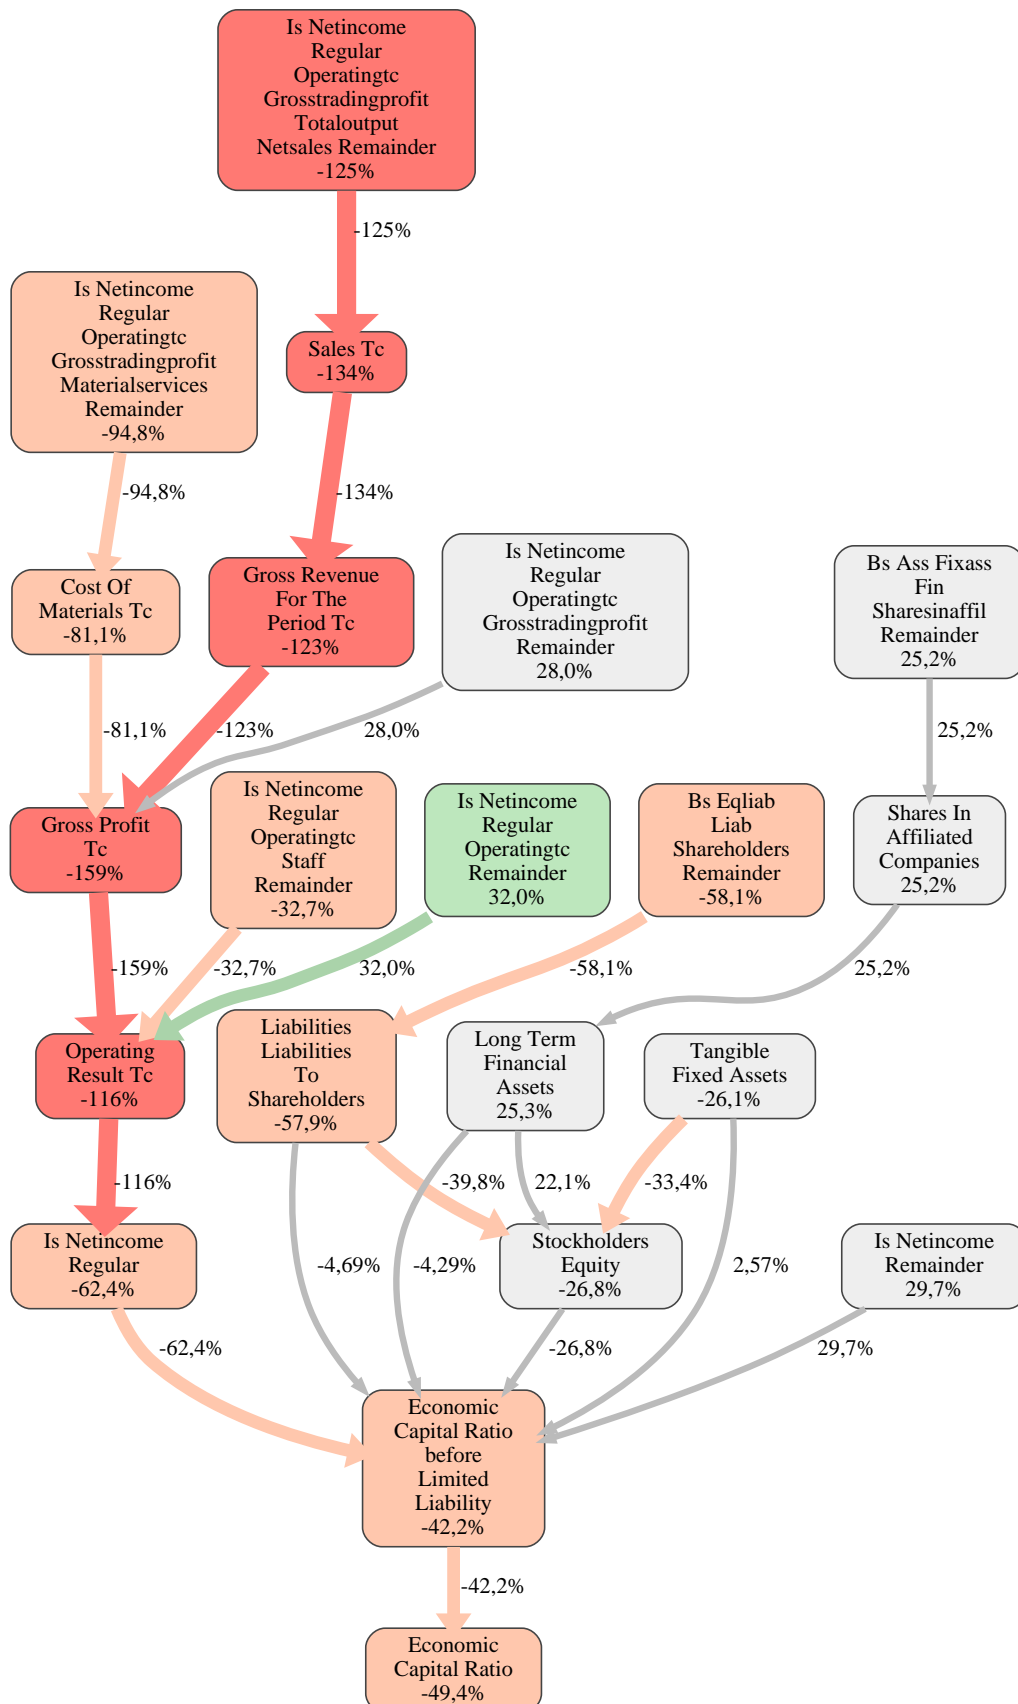 Is Netincome
Regular
Operatingtc
Grosstradingprofit
Totaloutput
Netsales Remainder
-125%
-125%
Is Netincome
Regular
Operatingtc
Grosstradingprofit
Materialservices
Remainder
-94,8%
Sales Tc
-134%
-94,8%
-134%
Cost Of
Materials Tc
-81,1%
Gross Revenue
For The
Period Tc
-123%
Is Netincome
Regular
Operatingtc
Grosstradingprofit
Remainder
28,0%
Bs Ass Fixass
Fin
Sharesinaffil
Remainder
25,2%
-81,1%
-123%
28,0%
25,2%
Gross Profit
Tc
-159%
Is Netincome
Regular
Operatingtc
Staff
Remainder
-32,7%
Is Netincome
Regular
Operatingtc
Remainder
32,0%
Bs Eqliab
Liab
Shareholders
Remainder
-58,1%
Shares In
Affiliated
Companies
25,2%
-159%
-32,7%
32,0%
-58,1%
25,2%
Operating
Result Tc
-116%
Liabilities
Liabilities
To
Shareholders
-57,9%
Long Term
Financial
Assets
25,3%
Tangible
Fixed Assets
-26,1%
-116%
-39,8%
22,1%
-33,4%
Is Netincome
Regular
-62,4%
-4,69%
-4,29%
Stockholders
Equity
-26,8%
2,57%
Is Netincome
Remainder
29,7%
-62,4%
-26,8%
29,7%
Economic
Capital Ratio
before
Limited
Liability
-42,2%
-42,2%
Economic
Capital Ratio
-49,4%